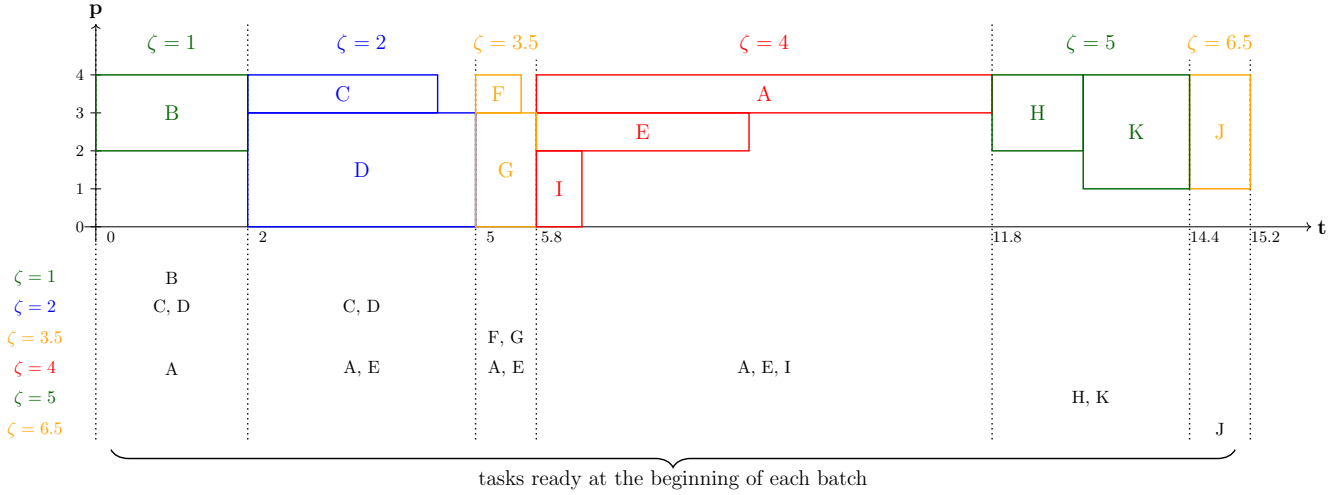 p
ζ = 1 ζ = 2 ζ = 3.5 ζ = 4 ζ = 5 ζ = 6.5
4
C F A
B H
3
E K J
2
D G
I
1
0
t
0 2 5 5.8 11.8 14.4 15.2
ζ = 1 B
ζ = 2 C, D C, D
ζ = 3.5 F, G
ζ = 4 A A, E A, E A, E, I
ζ = 5 H, K
ζ = 6.5 J
tasks ready at the beginning of each batch